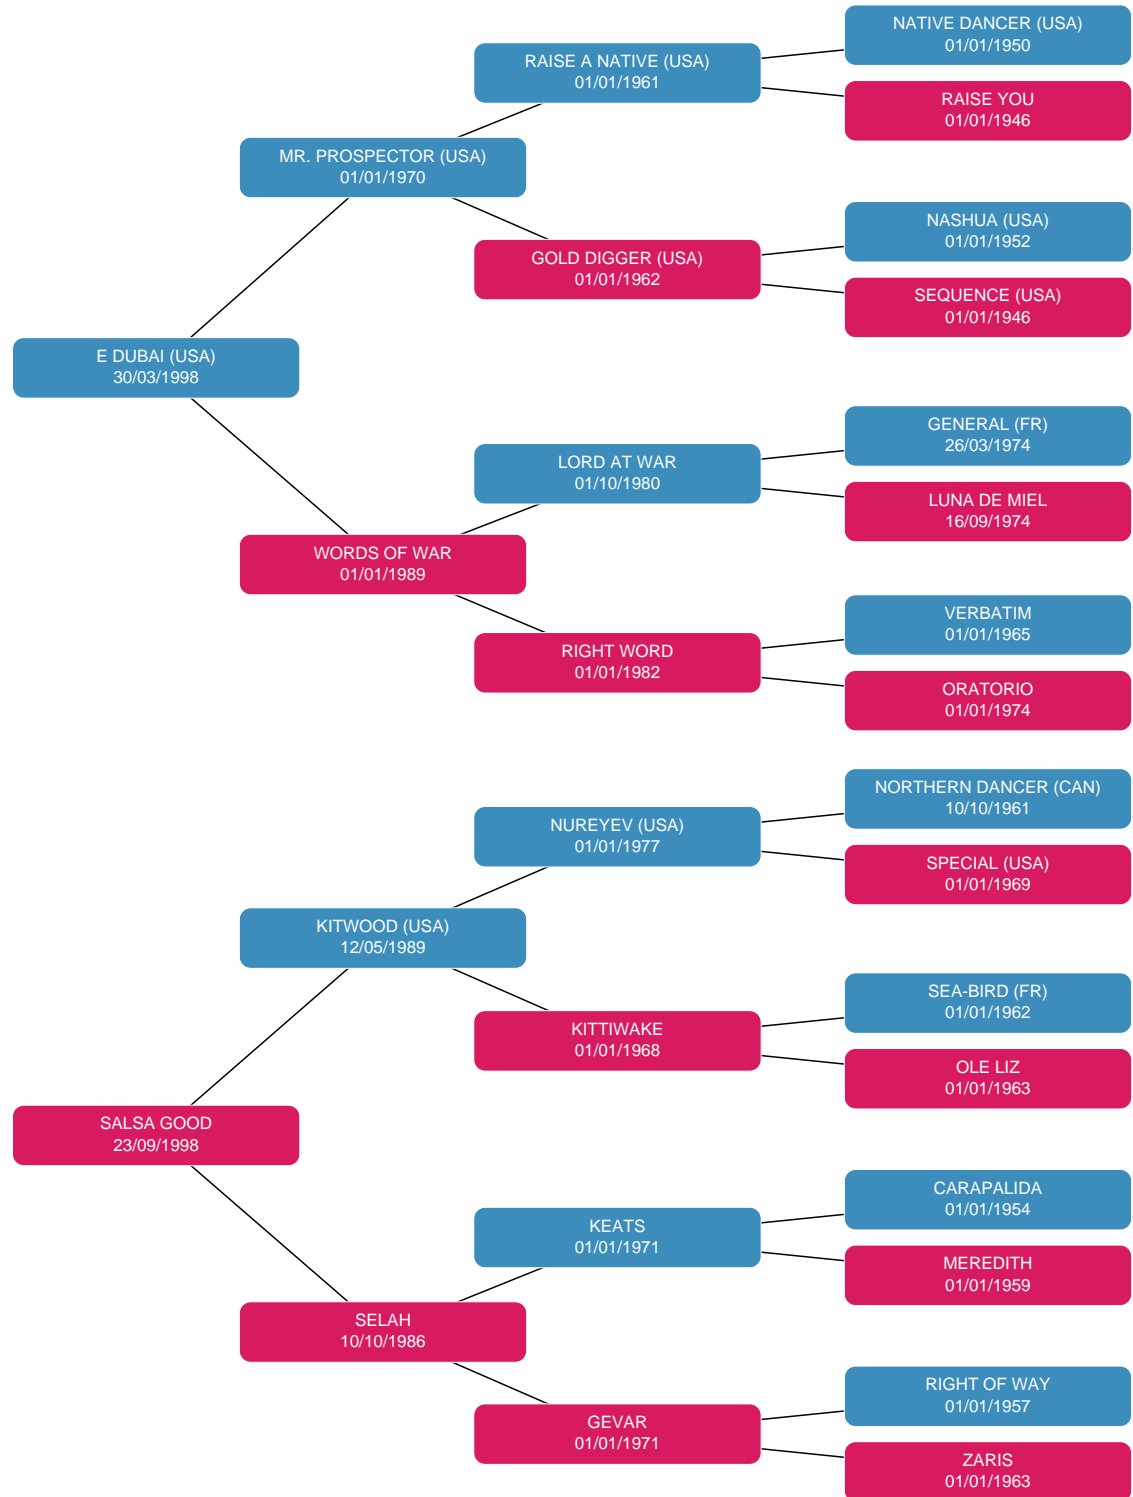 NATIVE DANCER (USA)
01/01/1950
RAISE A NATIVE (USA)
01/01/1961
RAISE YOU
01/01/1946
MR. PROSPECTOR (USA)
01/01/1970
NASHUA (USA)
01/01/1952
GOLD DIGGER (USA)
01/01/1962
SEQUENCE (USA)
01/01/1946
E DUBAI (USA)
30/03/1998
GENERAL (FR)
26/03/1974
LORD AT WAR
01/10/1980
LUNA DE MIEL
16/09/1974
WORDS OF WAR
01/01/1989
VERBATIM
01/01/1965
RIGHT WORD
01/01/1982
ORATORIO
01/01/1974
NORTHERN DANCER (CAN)
10/10/1961
NUREYEV (USA)
01/01/1977
SPECIAL (USA)
01/01/1969
KITWOOD (USA)
12/05/1989
SEA-BIRD (FR)
01/01/1962
KITTIWAKE
01/01/1968
OLE LIZ
01/01/1963
SALSA GOOD
23/09/1998
CARAPALIDA
01/01/1954
KEATS
01/01/1971
MEREDITH
01/01/1959
SELAH
10/10/1986
RIGHT OF WAY
01/01/1957
GEVAR
01/01/1971
ZARIS
01/01/1963